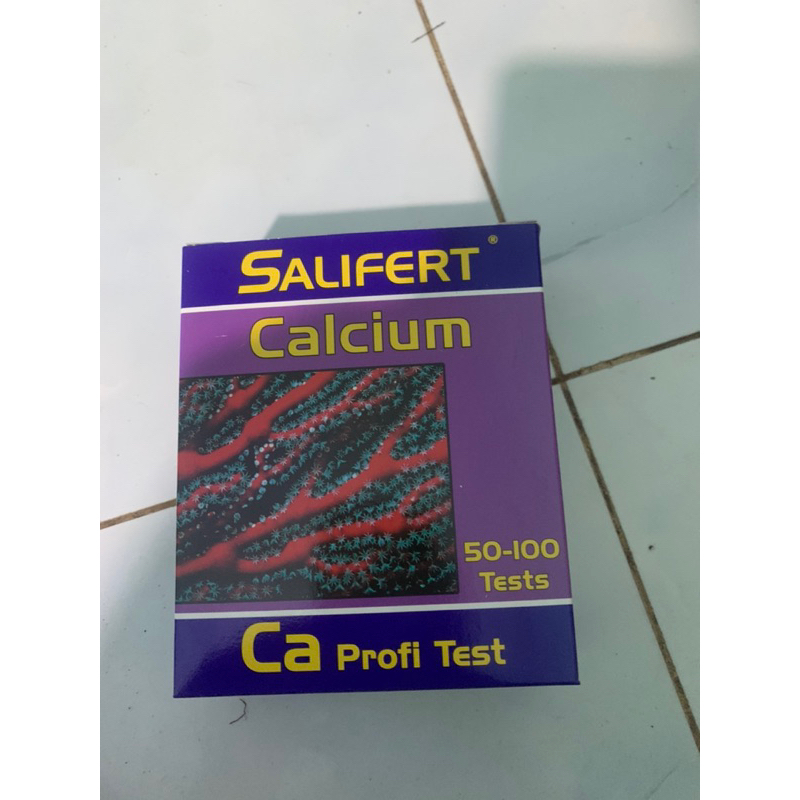 SALIFERT®
Calcium
50-100
Tests
Ca Profi Test